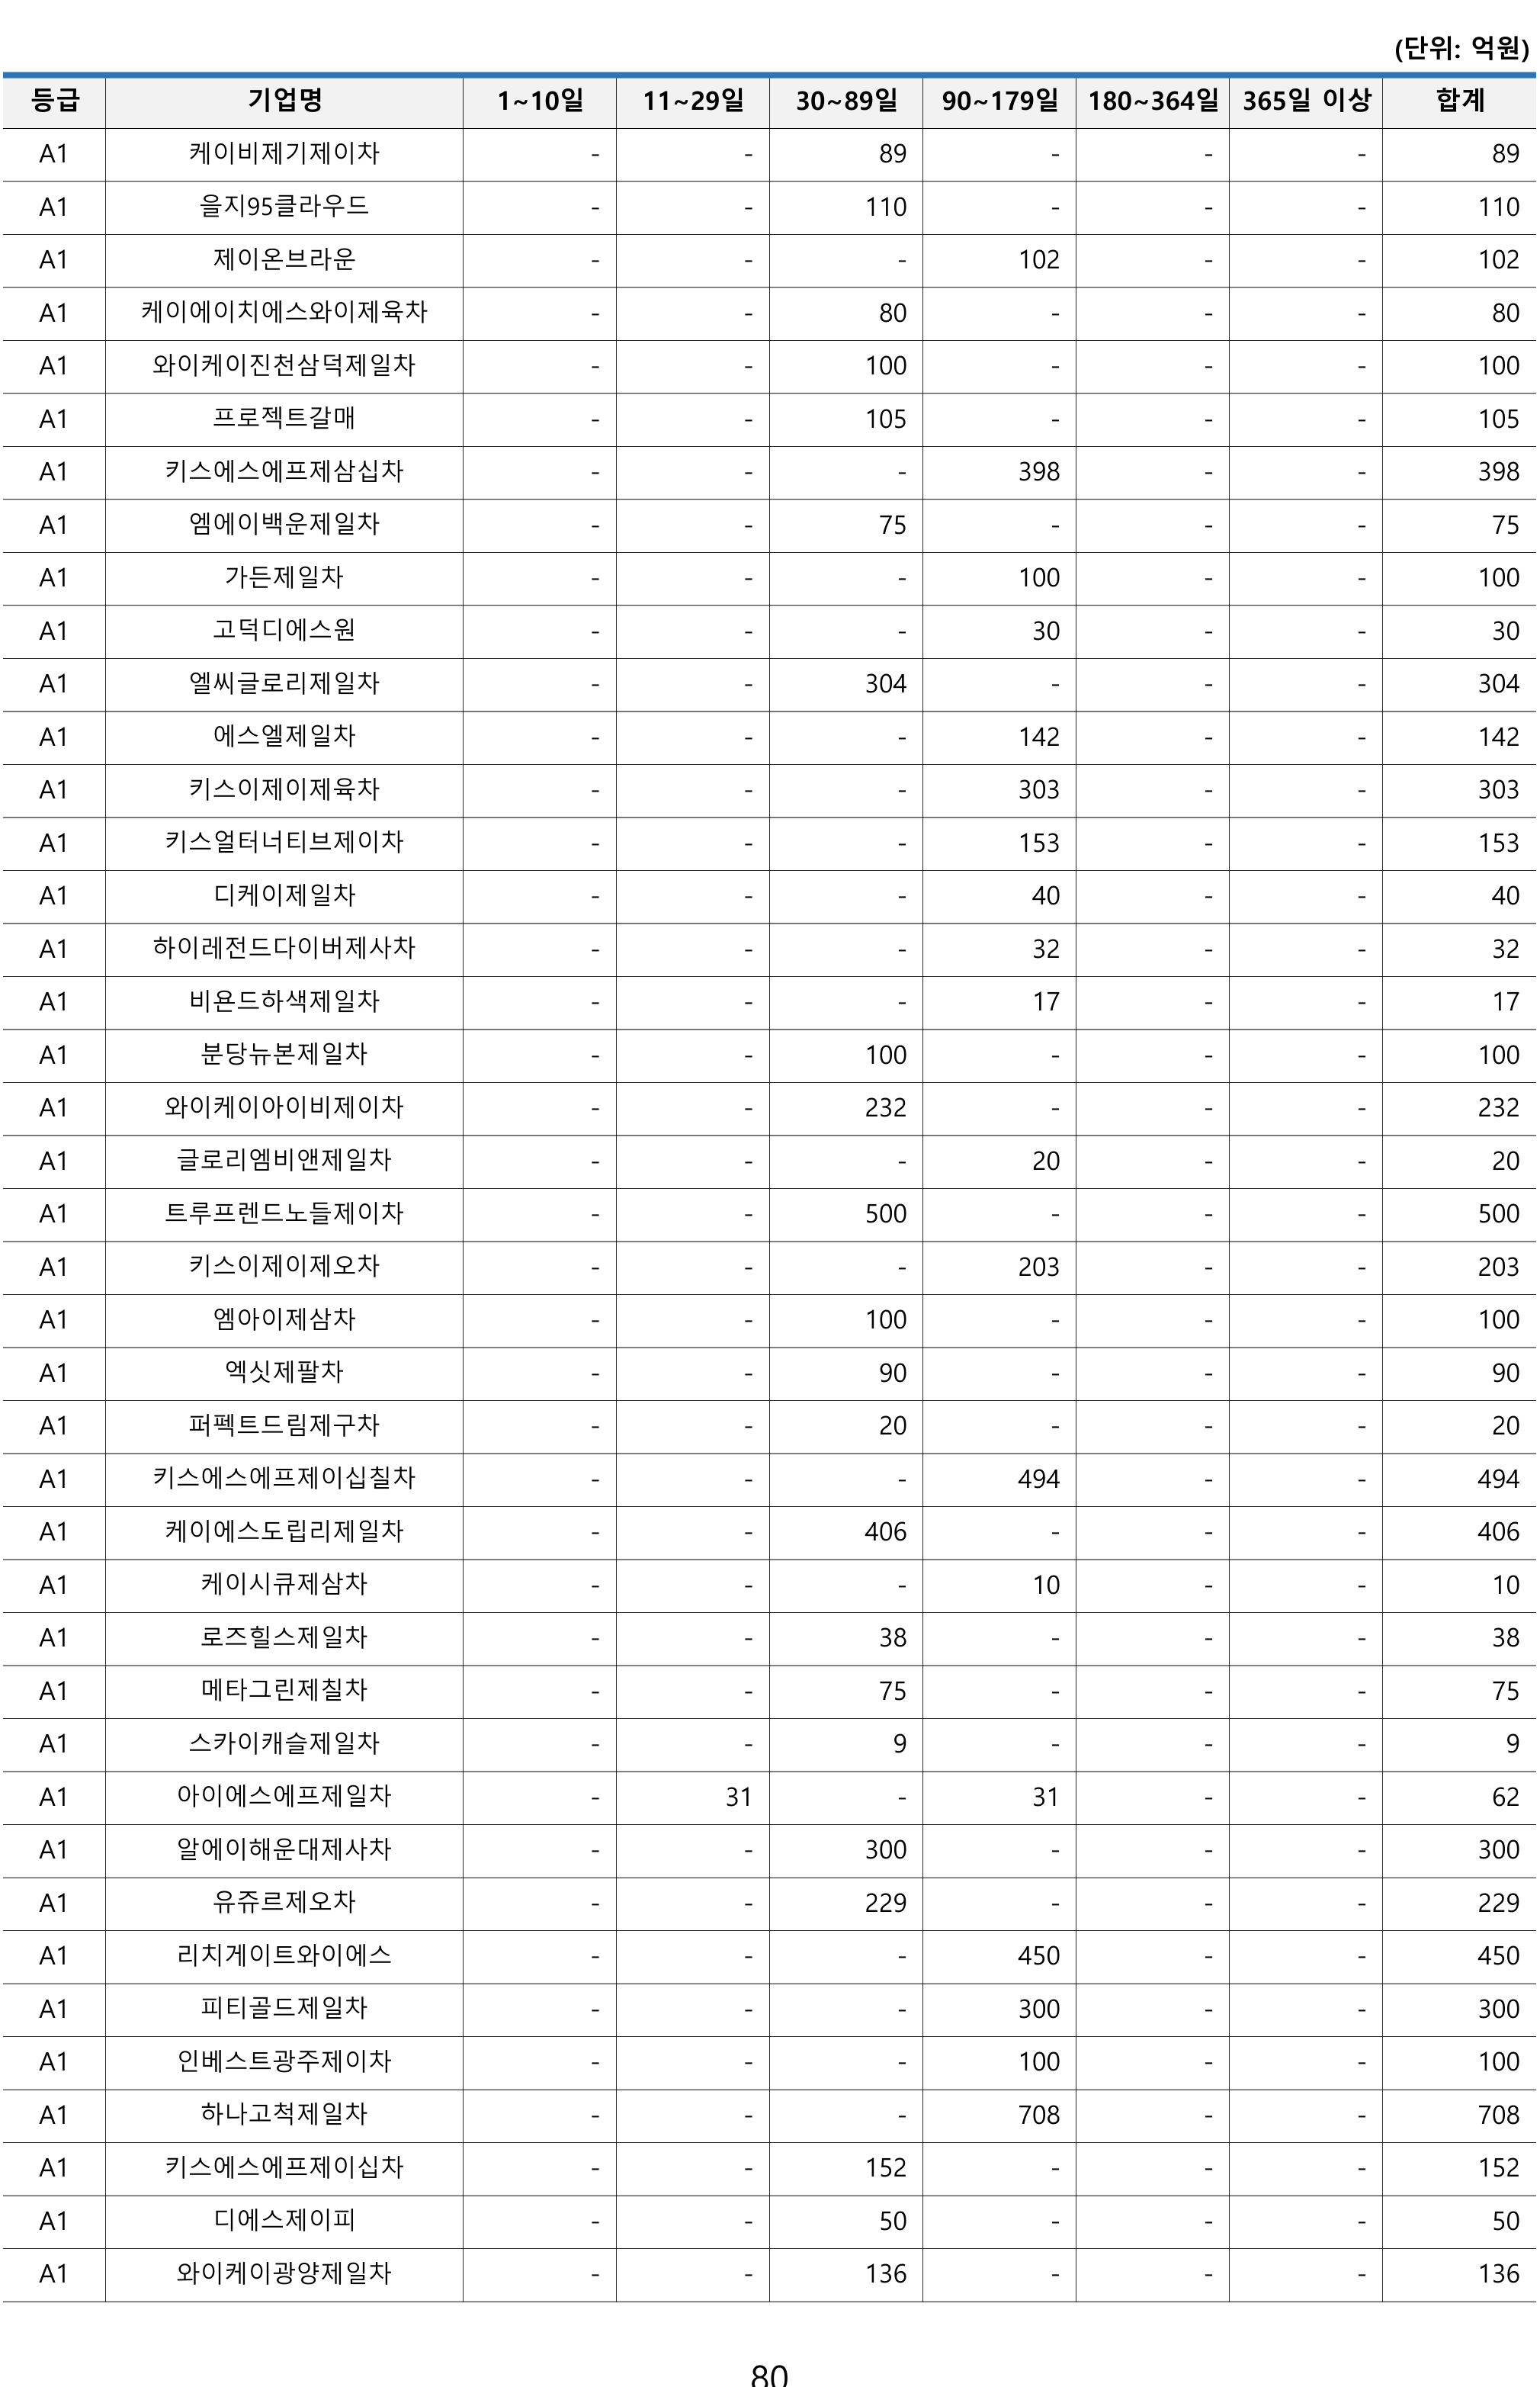 (단위: 억원)
등급 기업명 1~10일 11~29일 30~89일 90~179일 180~364일 365일 이상 합계
A1 케이비제기제이차 - - 89 - - - 89
A1 을지95클라우드 - - 110 - - - 110
A1 제이온브라운 - - - 102 - - 102
A1 케이에이치에스와이제육차 - - 80 - - - 80
A1 와이케이진천삼덕제일차 - - 100 - - - 100
A1 프로젝트갈매 - - 105 - - - 105
A1 키스에스에프제삼십차 - - - 398 - - 398
A1 엠에이백운제일차 - - 75 - - - 75
A1 가든제일차 - - - 100 - - 100
A1 고덕디에스원 - - - 30 - - 30
A1 엘씨글로리제일차 - - 304 - - - 304
A1 에스엘제일차 - - - 142 - - 142
A1 키스이제이제육차 - - - 303 - - 303
A1 키스얼터너티브제이차 - - - 153 - - 153
A1 디케이제일차 - - - 40 - - 40
A1 하이레전드다이버제사차 - - - 32 - - 32
A1 비욘드하색제일차 - - - 17 - - 17
A1 분당뉴본제일차 - - 100 - - - 100
A1 와이케이아이비제이차 - - 232 - - - 232
A1 글로리엠비앤제일차 - - - 20 - - 20
A1 트루프렌드노들제이차 - - 500 - - - 500
A1 키스이제이제오차 - - - 203 - - 203
A1 엠아이제삼차 - - 100 - - - 100
A1 엑싯제팔차 - - 90 - - - 90
A1 퍼펙트드림제구차 - - 20 - - - 20
A1 키스에스에프제이십칠차 - - - 494 - - 494
A1 케이에스도립리제일차 - - 406 - - - 406
A1 케이시큐제삼차 - - - 10 - - 10
A1 로즈힐스제일차 - - 38 - - - 38
A1 메타그린제칠차 - - 75 - - - 75
A1 스카이캐슬제일차 - - 9 - - - 9
A1 아이에스에프제일차 - 31 - 31 - - 62
A1 알에이해운대제사차 - - 300 - - - 300
A1 유쥬르제오차 - - 229 - - - 229
A1 리치게이트와이에스 - - - 450 - - 450
A1 피티골드제일차 - - - 300 - - 300
A1 인베스트광주제이차 - - - 100 - - 100
A1 하나고척제일차 - - - 708 - - 708
A1 키스에스에프제이십차 - - 152 - - - 152
A1 디에스제이피 - - 50 - - - 50
A1 와이케이광양제일차 - - 136 - - - 136
80